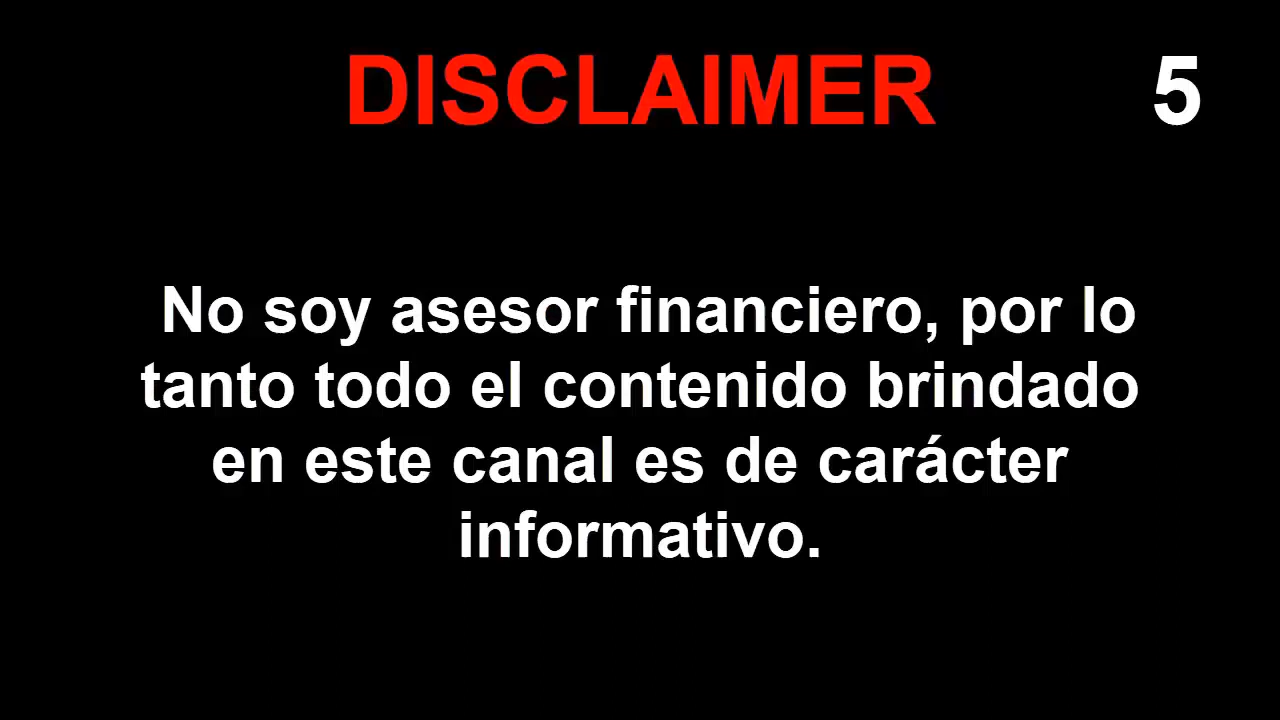 DISCLAIMER
5
No soy asesor financiero, por lo
tanto todo el contenido brindado
en este canal es de carácter
informativo.